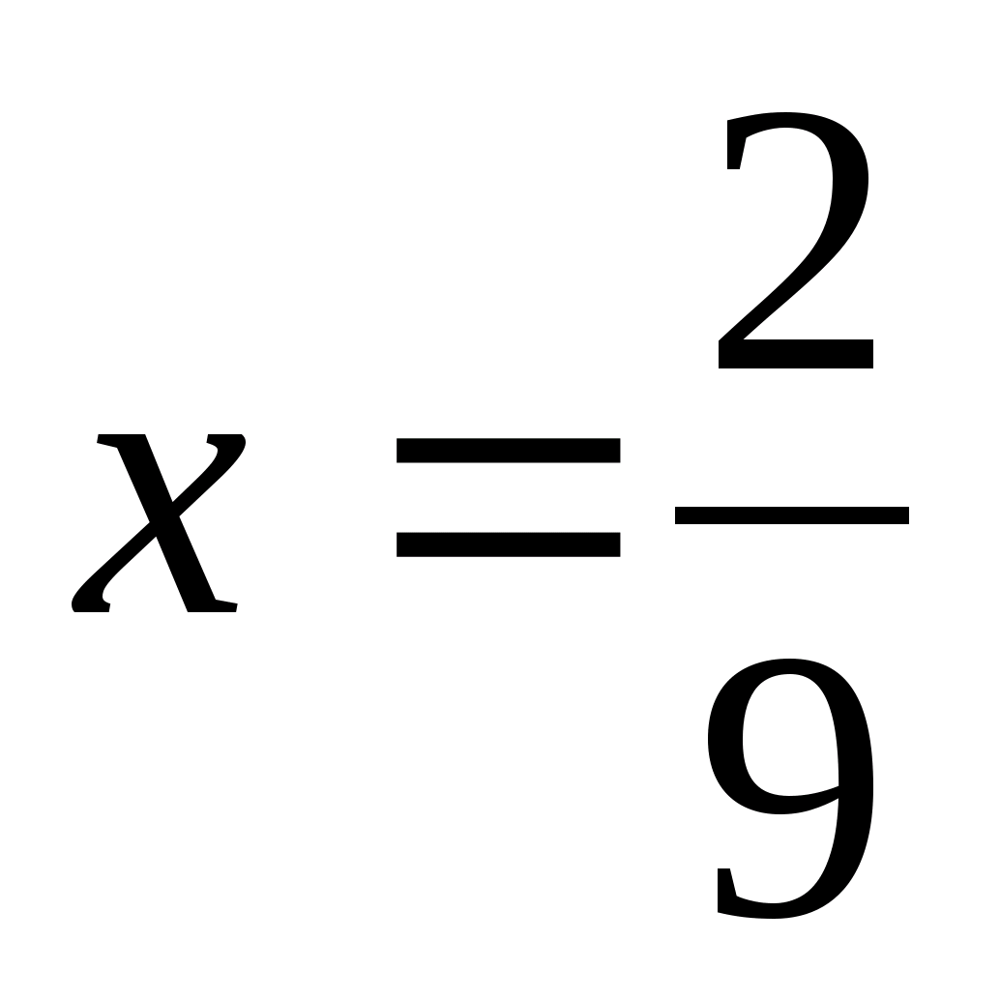 x = 2/9